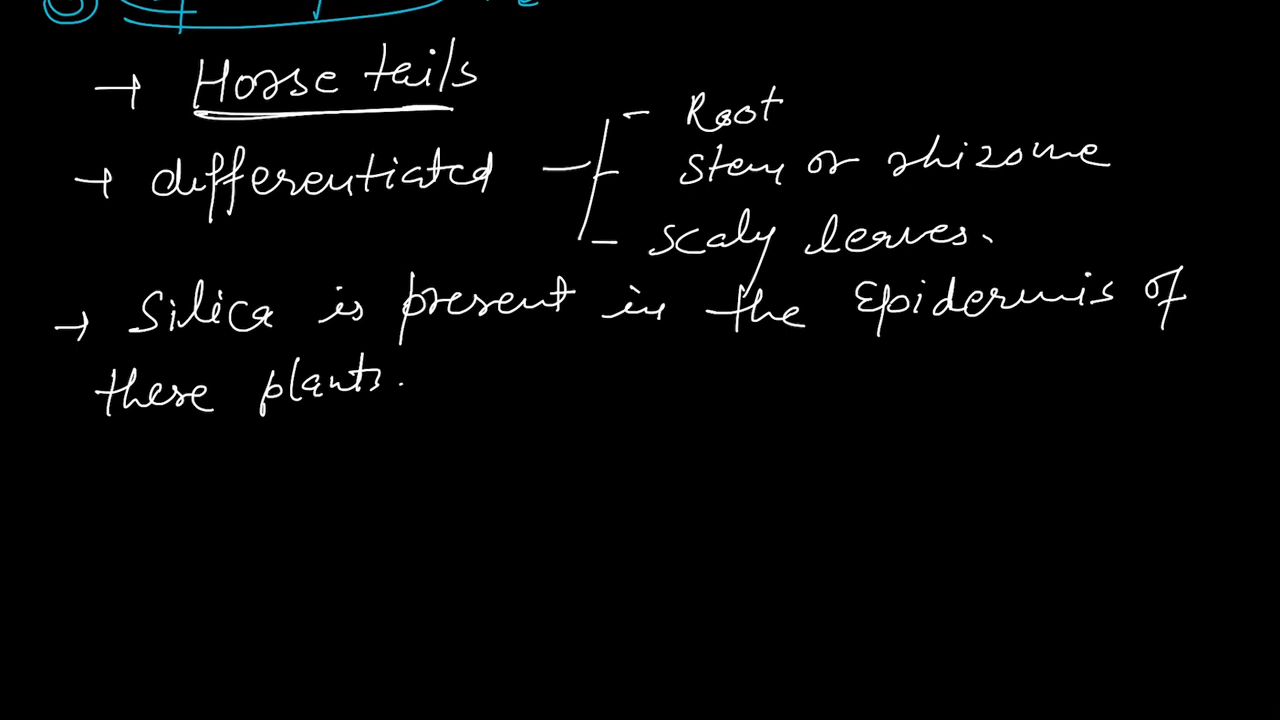 → Horse tails
→ differentiated
- Root
stem or rhizome
- scaly leaves.
→ Silica is present in the Epidermis of
these plants.